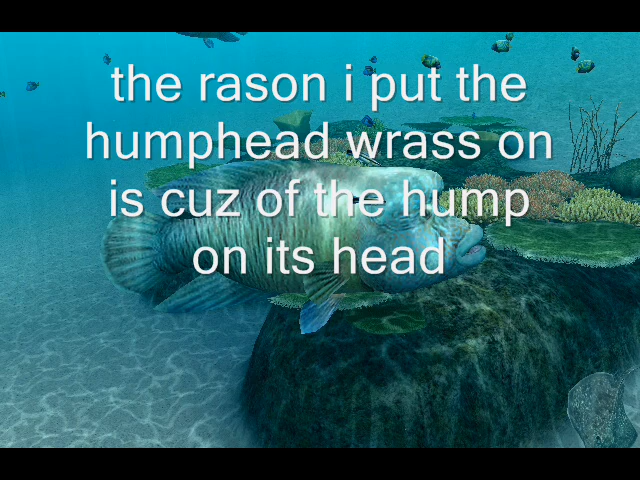 the rason i put the
humphead wrass on
is cuz of the hump
on its head